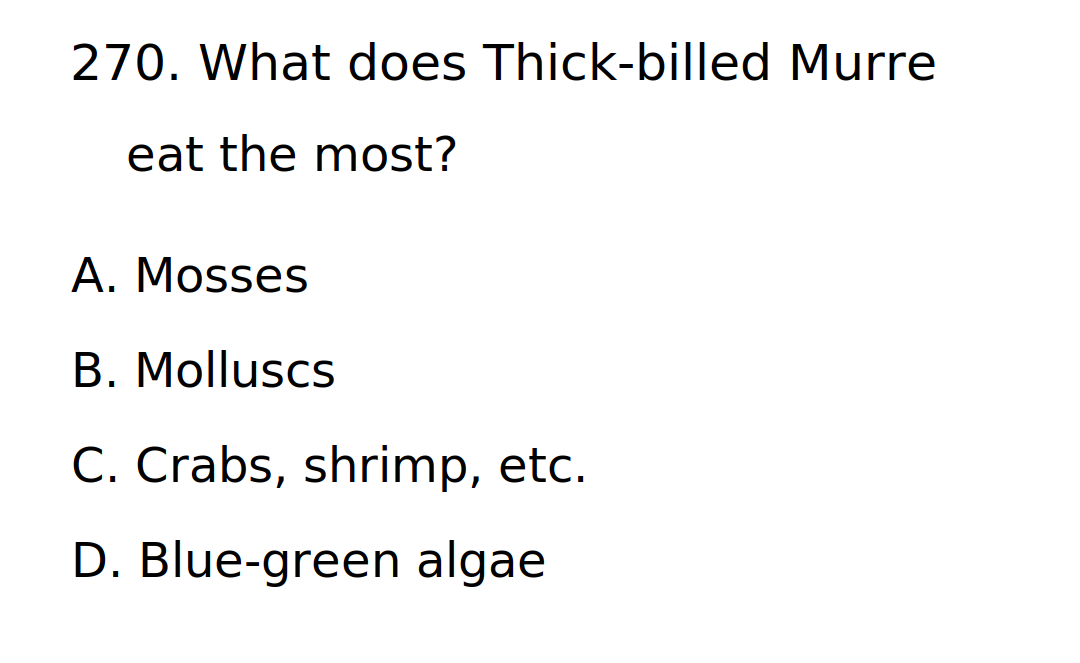 270. What does Thick-billed Murre
eat the most?
A. Mosses
B. Molluscs
C. Crabs, shrimp, etc.
D. Blue-green algae